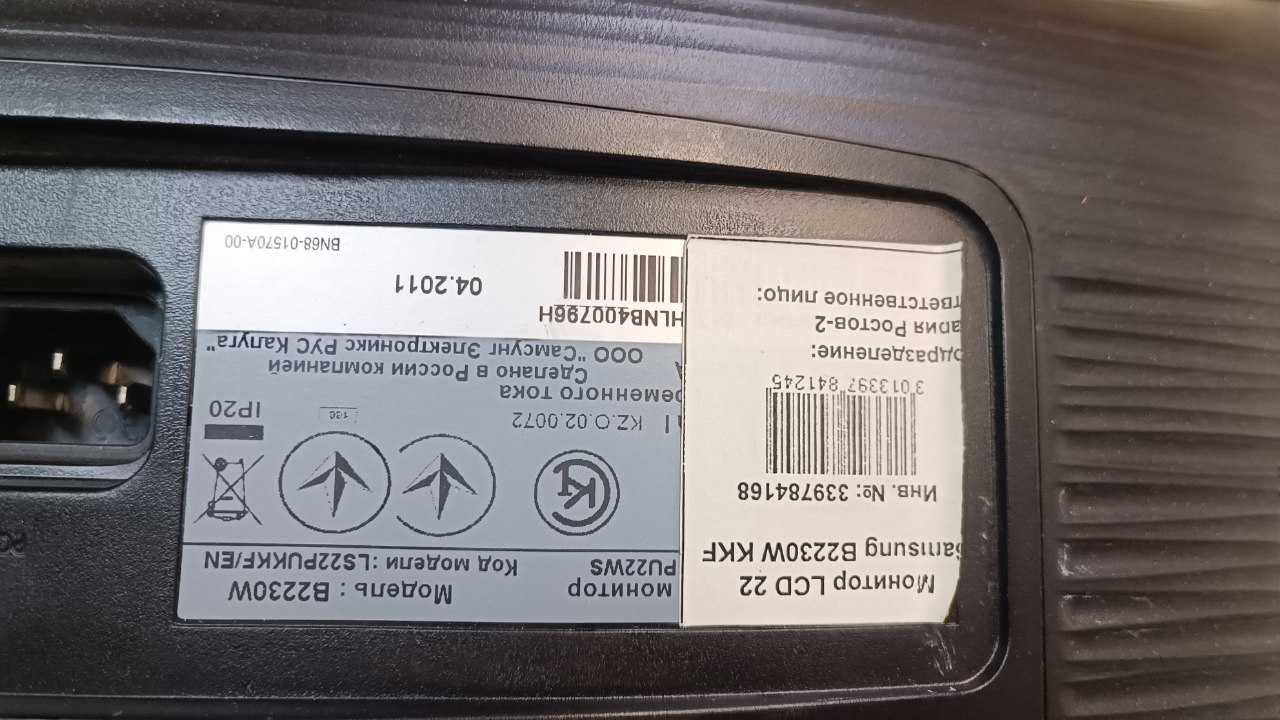 Монитор LCD 22
Samsung B2230W KKF
Инв. №: 339784168
3 013397 841245
одразделение:
ария Ростов-2
тветственное лицо:
монитор
Модель : B2230W
PU22WS
Код модели : LS22PUKKF/EN
KZ.O.02.0072
IP20
ременного тока
Сделано в России компанией
ООО "Самсунг Электроникс РУС Калуга"
HLNB400796H
04.2011
BN68-01570A-00